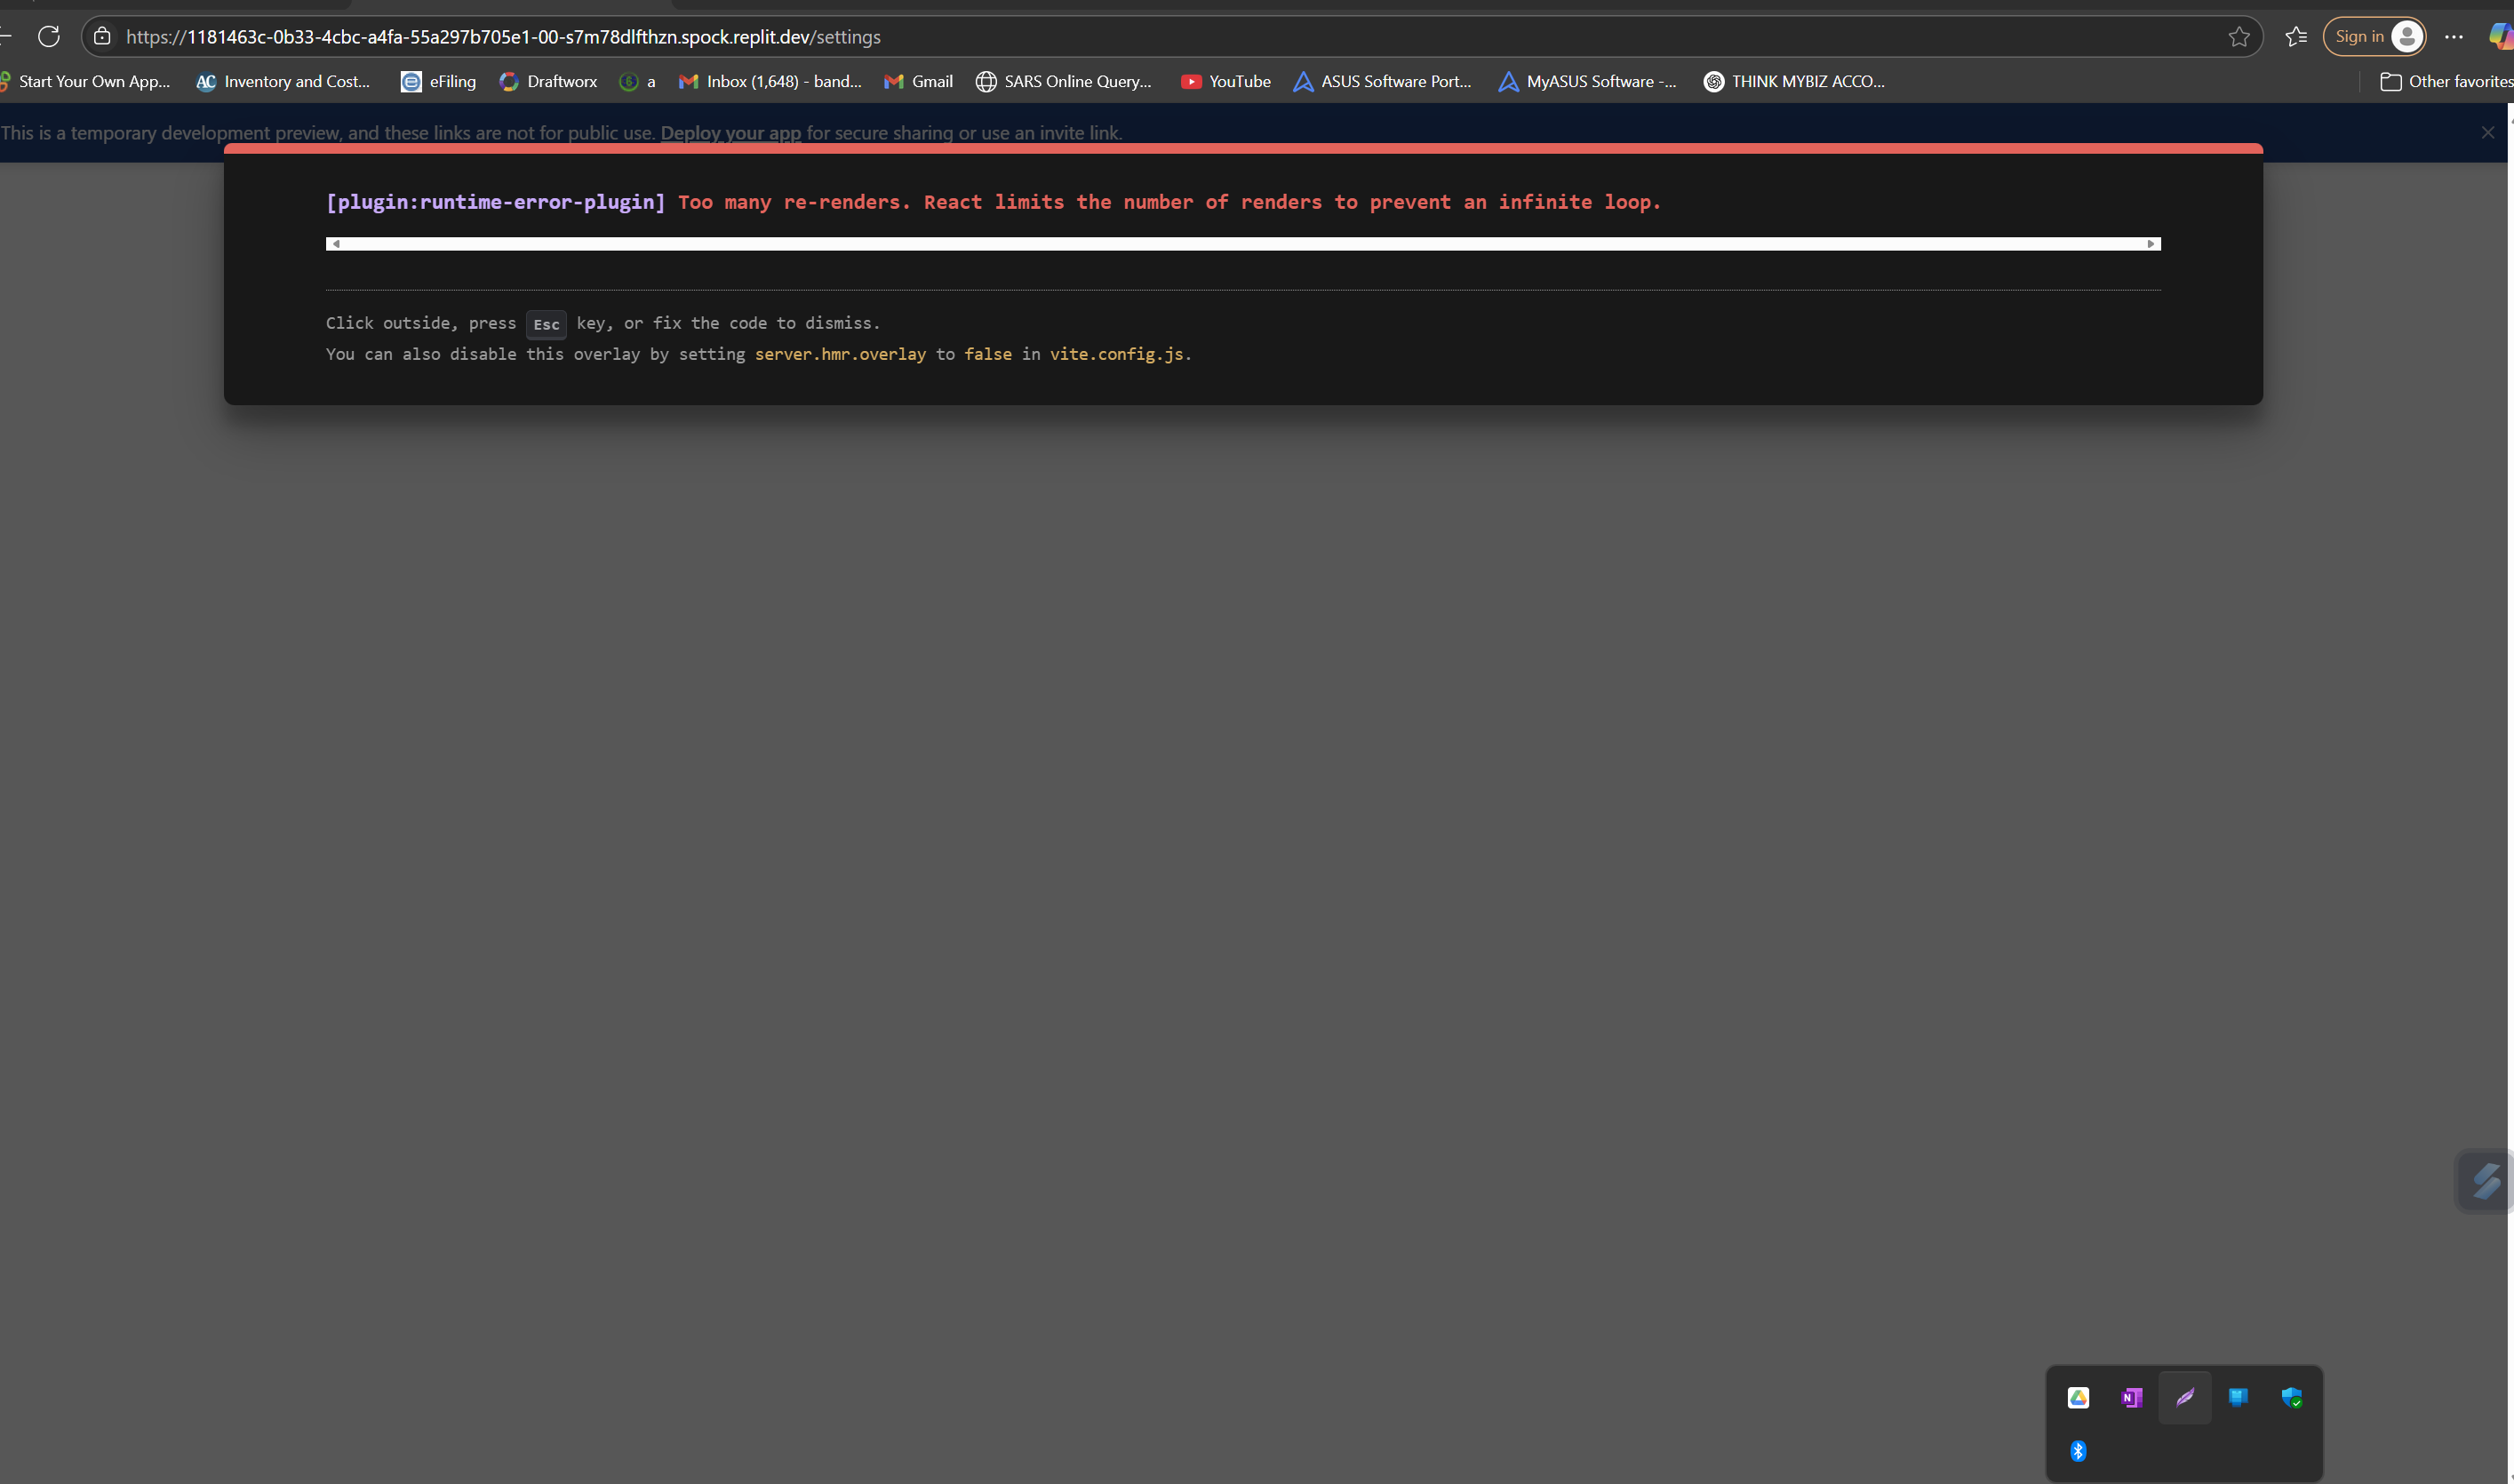 https://1181463c-0b33-4cbc-a4fa-55a297b705e1-00-s7m78dlfthzn.spock.replit.dev/settings
Sign in
Start Your Own App...
AC Inventory and Cost...
eFiling
Draftworx
a
Inbox (1,648) - band...
Gmail
SARS Online Query...
YouTube
ASUS Software Port...
MyASUS Software -...
THINK MYBIZ ACCO...
Other favorites
This is a temporary development preview, and these links are not for public use. Deploy your app for secure sharing or use an invite link.
[plugin:runtime-error-plugin] Too many re-renders. React limits the number of renders to prevent an infinite loop.
Click outside, press Esc key, or fix the code to dismiss.
You can also disable this overlay by setting server.hmr.overlay to false in vite.config.js.
N